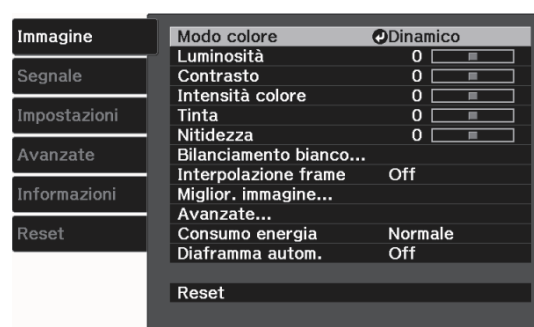 Immagine
Segnale
Impostazioni
Avanzate
Informazioni
Reset
Modo colore Dinamico
Luminosità 0
Contrasto 0
Intensità colore 0
Tinta 0
Nitidezza 0
Bilanciamento bianco...
Interpolazione frame Off
Miglior. immagine...
Avanzate...
Consumo energia Normale
Diaframma autom. Off
Reset